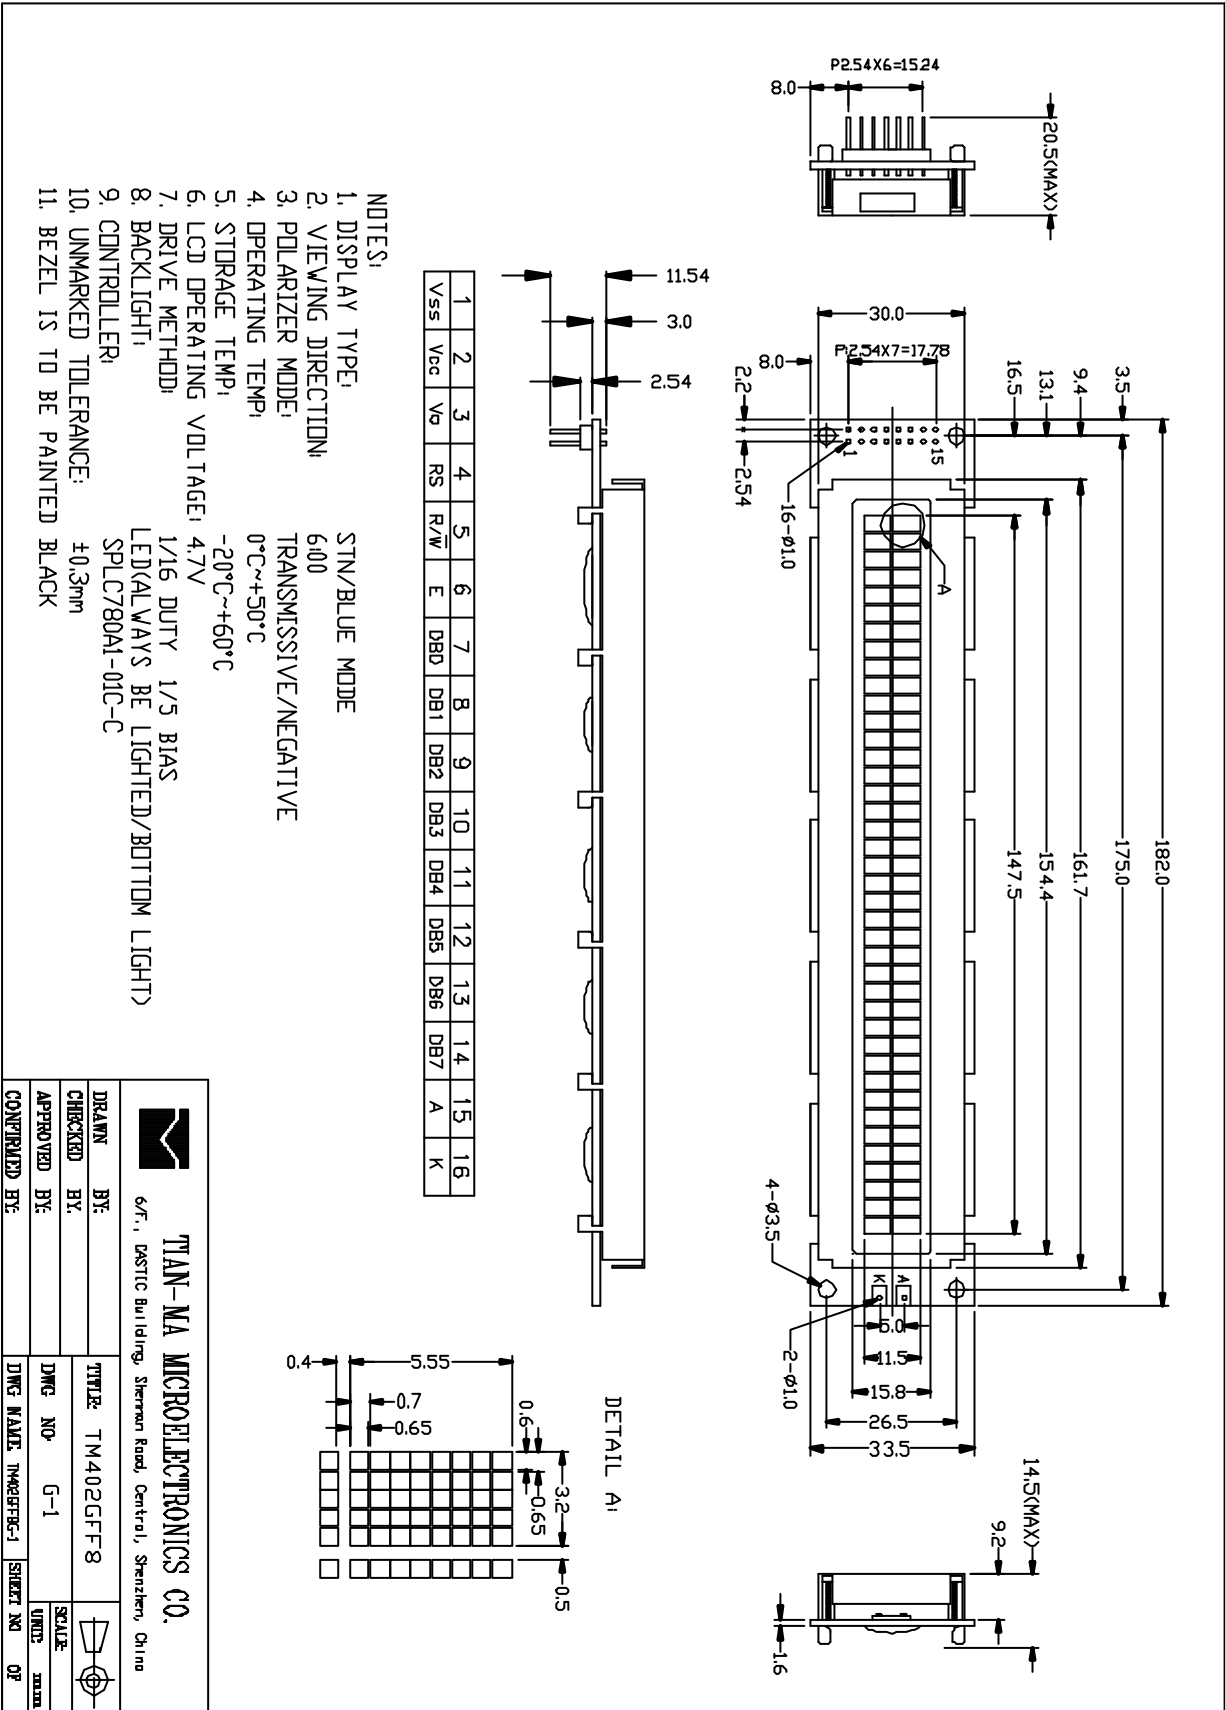 P2.54X6=15.24
8.0
20.5(MAX)
30.0
P:2.54X7=17.78
8.0
2.2
2.54
16.5
13.1
9.4
3.5
1
15
16-ø1.0
A
182.0
175.0
161.7
154.4
147.5
4-ø3.5
K
A
5.0
2-ø1.0
11.5
15.8
26.5
33.5
14.5(MAX)
9.2
1.6
11.54
3.0
2.54
1 2 3 4 5 6 7 8 9 10 11 12 13 14 15 16
Vss Vcc Vo RS R/W E DB0 DB1 DB2 DB3 DB4 DB5 DB6 DB7 A K
DETAIL A:
0.4
5.55
0.7
0.65
0.6
0.65
3.2
0.5
NOTES:
1. DISPLAY TYPE: STN/BLUE MODE
2. VIEWING DIRECTION: 6:00
3. POLARIZER MODE: TRANSMISSIVE/NEGATIVE
4. OPERATING TEMP: 0°C~+50°C
5. STORAGE TEMP: -20°C~+60°C
6. LCD OPERATING VOLTAGE: 4.7V
7. DRIVE METHOD: 1/16 DUTY 1/5 BIAS
8. BACKLIGHT: LED(ALWAYS BE LIGHTED/BOTTOM LIGHT)
9. CONTROLLER: SPLC780A1-01C-C
10. UNMARKED TOLERANCE: ±0.3mm
11. BEZEL IS TO BE PAINTED BLACK
TIAN-MA MICROELECTRONICS CO.
6/F., CASTIC Building, Shennan Road, Central, Shenzhen, China
DRAWN BY:
CHECKED BY:
APPROVED BY:
CONFIRMED BY:
TITLE: TM402GFF8
DWG NO: G-1
DWG NAME: TM402GFF8G-1
SCALE:
UNIT: mm
SHEET NO OF